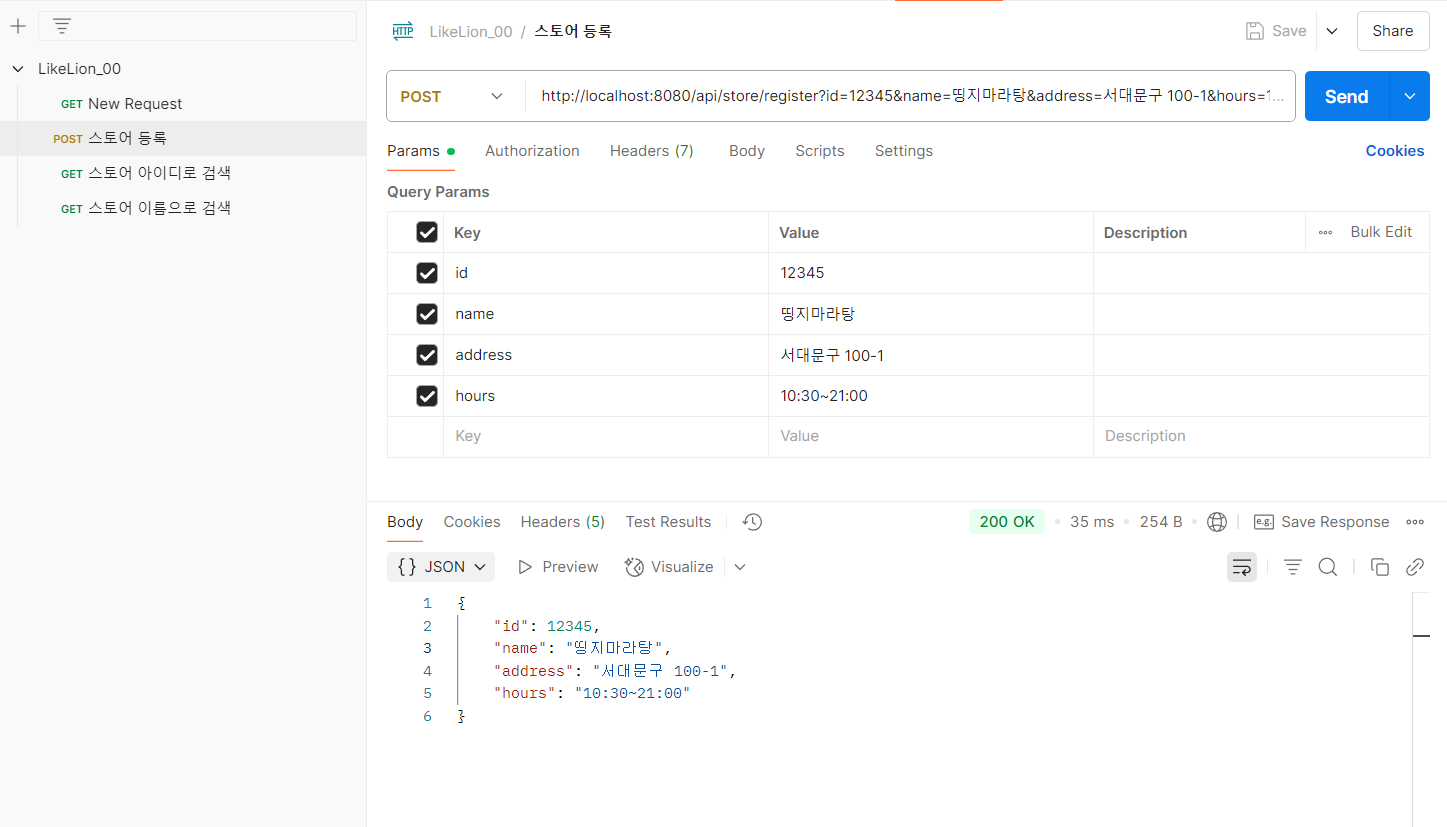 LikeLion_00
GET New Request
POST 스토어 등록
GET 스토어 아이디로 검색
GET 스토어 이름으로 검색
HTTP LikeLion_00 / 스토어 등록
Save
Share
POST
http://localhost:8080/api/store/register?id=12345&name=띵지마라탕&address=서대문구 100-1&hours=1...
Send
Params Authorization Headers (7) Body Scripts Settings Cookies
Query Params
Key Value Description Bulk Edit
id 12345
name 띵지마라탕
address 서대문구 100-1
hours 10:30~21:00
Key Value Description
Body Cookies Headers (5) Test Results 200 OK 35 ms 254 B e.g. Save Response
{} JSON Preview Visualize
1 {
2 "id": 12345,
3 "name": "띵지마라탕",
4 "address": "서대문구 100-1",
5 "hours": "10:30~21:00"
6 }